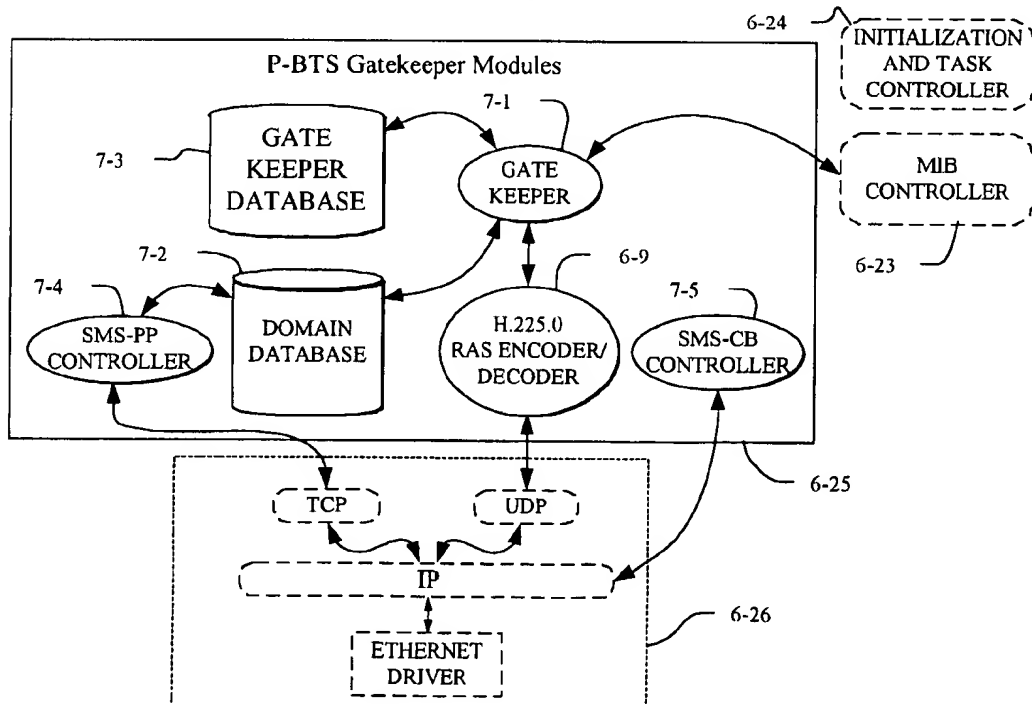 6-24
INITIALIZATION
AND TASK
CONTROLLER
P-BTS Gatekeeper Modules
7-1
7-3
GATE
KEEPER
DATABASE
GATE
KEEPER
MIB
CONTROLLER
6-23
7-2
6-9
7-4
7-5
SMS-PP
CONTROLLER
DOMAIN
DATABASE
H.225.0
RAS ENCODER/
DECODER
SMS-CB
CONTROLLER
6-25
TCP
UDP
IP
6-26
ETHERNET
DRIVER